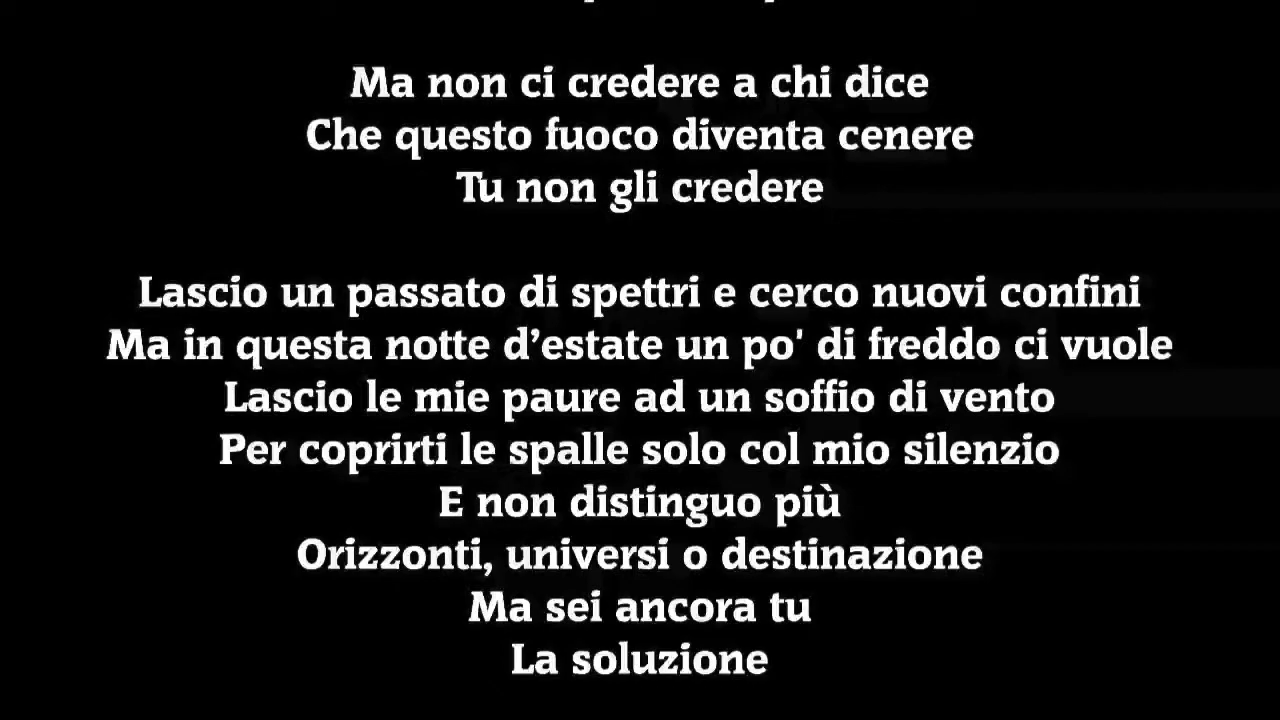 Ma non ci credere a chi dice
Che questo fuoco diventa cenere
Tu non gli credere
Lascio un passato di spettri e cerco nuovi confini
Ma in questa notte d’estate un po' di freddo ci vuole
Lascio le mie paure ad un soffio di vento
Per coprirti le spalle solo col mio silenzio
E non distinguo più
Orizzonti, universi o destinazione
Ma sei ancora tu
La soluzione